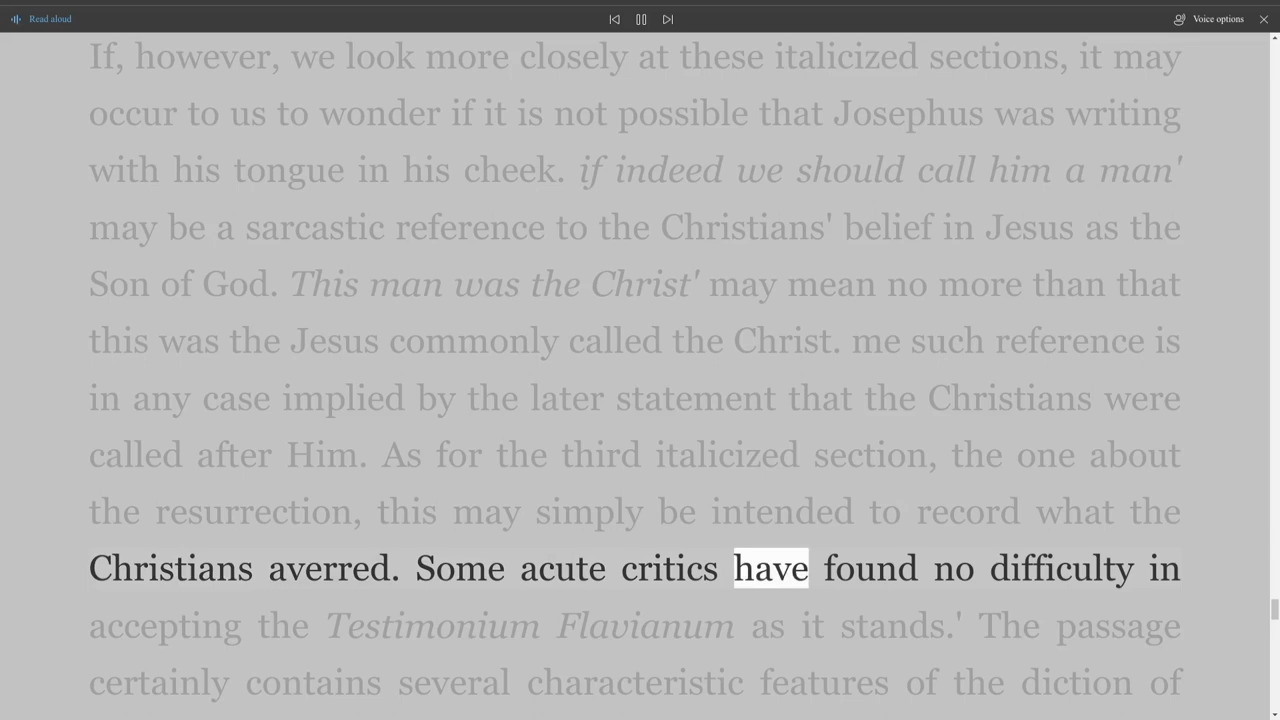 Read aloud
Voice options
If, however, we look more closely at these italicized sections, it may
occur to us to wonder if it is not possible that Josephus was writing
with his tongue in his cheek. if indeed we should call him a man'
may be a sarcastic reference to the Christians' belief in Jesus as the
Son of God. This man was the Christ' may mean no more than that
this was the Jesus commonly called the Christ. me such reference is
in any case implied by the later statement that the Christians were
called after Him. As for the third italicized section, the one about
the resurrection, this may simply be intended to record what the
Christians averred. Some acute critics have found no difficulty in
accepting the Testimonium Flavianum as it stands.' The passage
certainly contains several characteristic features of the diction of